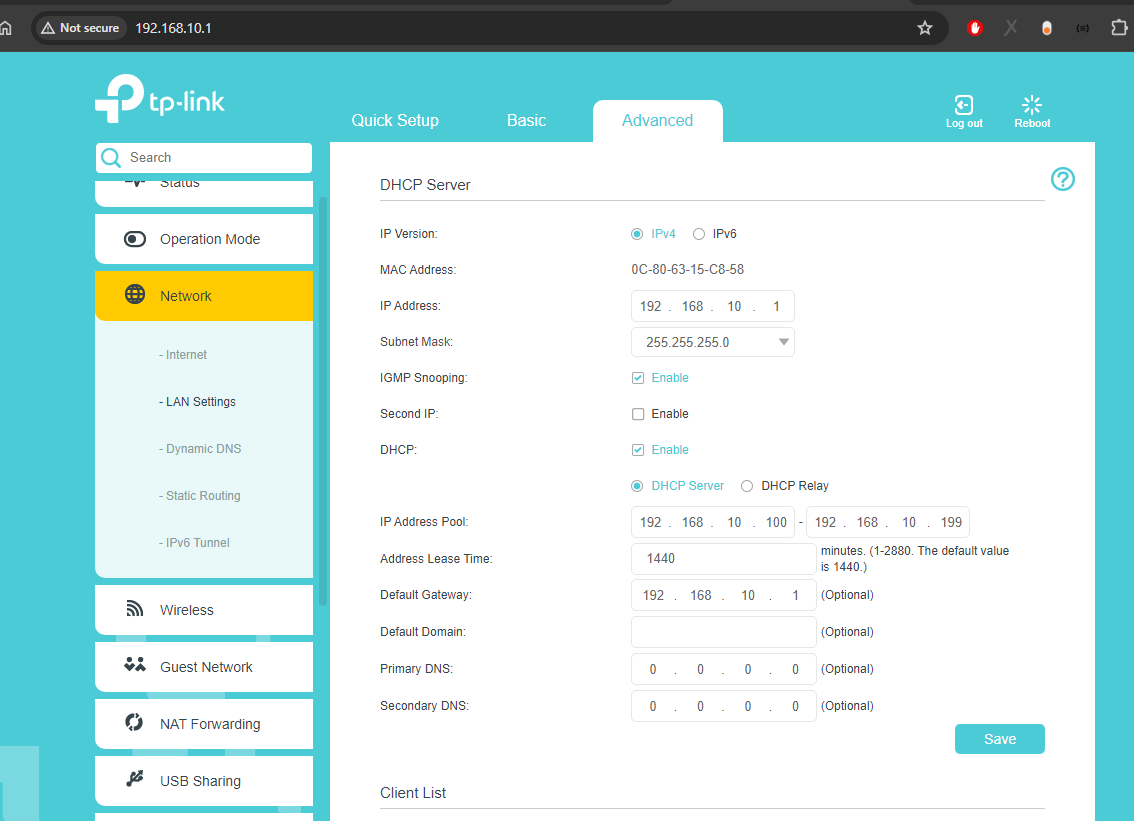 Not secure 192.168.10.1
tp-link
Quick Setup Basic Advanced
Log out Reboot
Search
Status
Operation Mode
Network
- Internet
- LAN Settings
- Dynamic DNS
- Static Routing
- IPv6 Tunnel
Wireless
Guest Network
NAT Forwarding
USB Sharing
DHCP Server
IP Version: IPv4 IPv6
MAC Address: 0C-80-63-15-C8-58
IP Address: 192 . 168 . 10 . 1
Subnet Mask: 255.255.255.0
IGMP Snooping: Enable
Second IP: Enable
DHCP: Enable
DHCP Server DHCP Relay
IP Address Pool: 192 . 168 . 10 . 100 - 192 . 168 . 10 . 199
Address Lease Time: 1440 minutes. (1-2880. The default value
is 1440.)
Default Gateway: 192 . 168 . 10 . 1 (Optional)
Default Domain: (Optional)
Primary DNS: 0 . 0 . 0 . 0 (Optional)
Secondary DNS: 0 . 0 . 0 . 0 (Optional)
Save
Client List